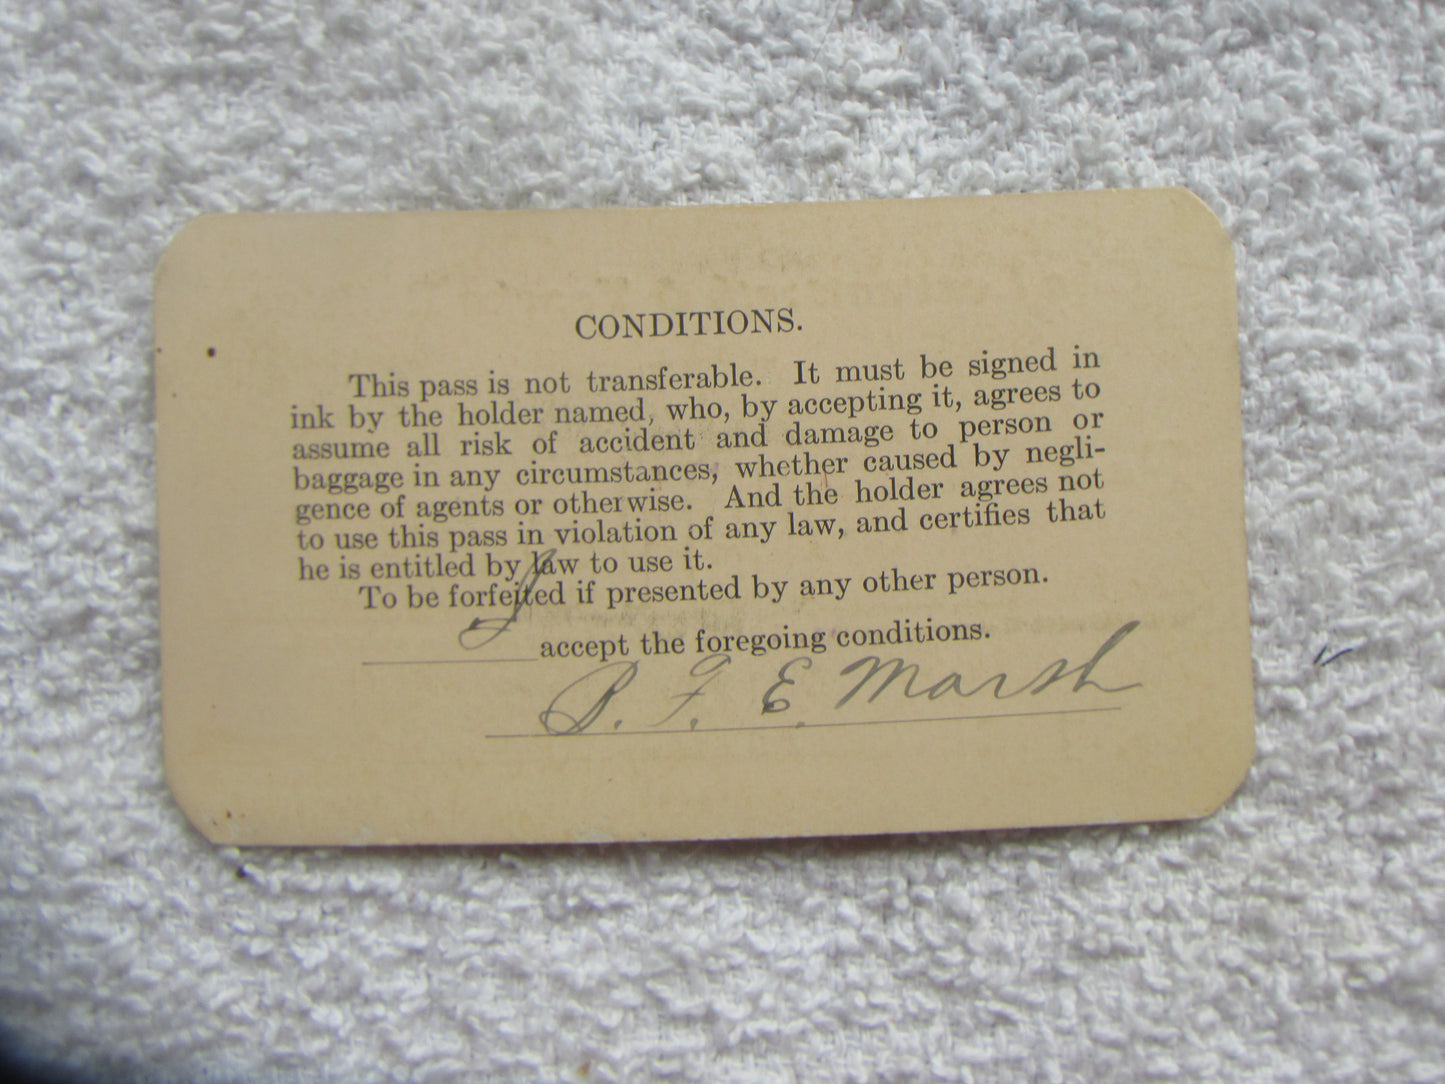 CONDITIONS.
This pass is not transferable. It must be signed in
ink by the holder named, who, by accepting it, agrees to
assume all risk of accident and damage to person or
baggage in any circumstances, whether caused by negli-
gence of agents or otherwise. And the holder agrees not
to use this pass in violation of any law, and certifies that
he is entitled by law to use it.
To be forfeited if presented by any other person.
I accept the foregoing conditions.
B. F. E. Marsh